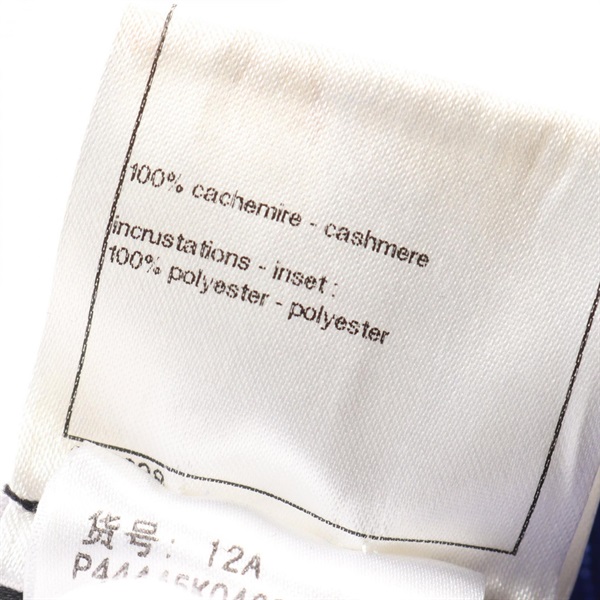 100% cachemire - cashmere
incrustations - inset :
100% polyester - polyester
货号: 12A